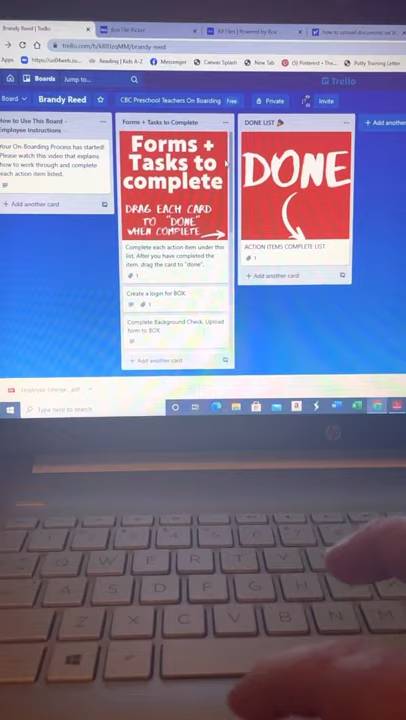 Brandy Reed | Trello
Box File Picker
All Files | Powered by Box
how to upload documents on
trello.com/b/
Apps
Reading | K-5 A-Z
Messenger
Canvas Splash
New Tab
Pinterest
Potty Training Letter
Boards
Jump to...
Trello
Board
Brandy Reed
CBC Preschool Teachers On Boarding
Free
Private
Invite
How to Use This Board -
Employee Instructions
Your On-Boarding Process has started!
Please watch this video that explains
how to work through and complete
each action item listed.
+ Add another card
Forms + Tasks to Complete
Forms +
Tasks to
complete
DRAG EACH CARD
TO "DONE"
WHEN COMPLETE
Complete each action item under this
list. After you have completed the
item, drag the card to "done".
1
Create a login for BOX
1
Complete Background Check. Upload
form to BOX
+ Add another card
DONE LIST
DONE
ACTION ITEMS COMPLETE LIST
1
+ Add another card
+ Add another
Type here to search
hp
Q W E R T Y
A S D F G H
Z X C V B N M